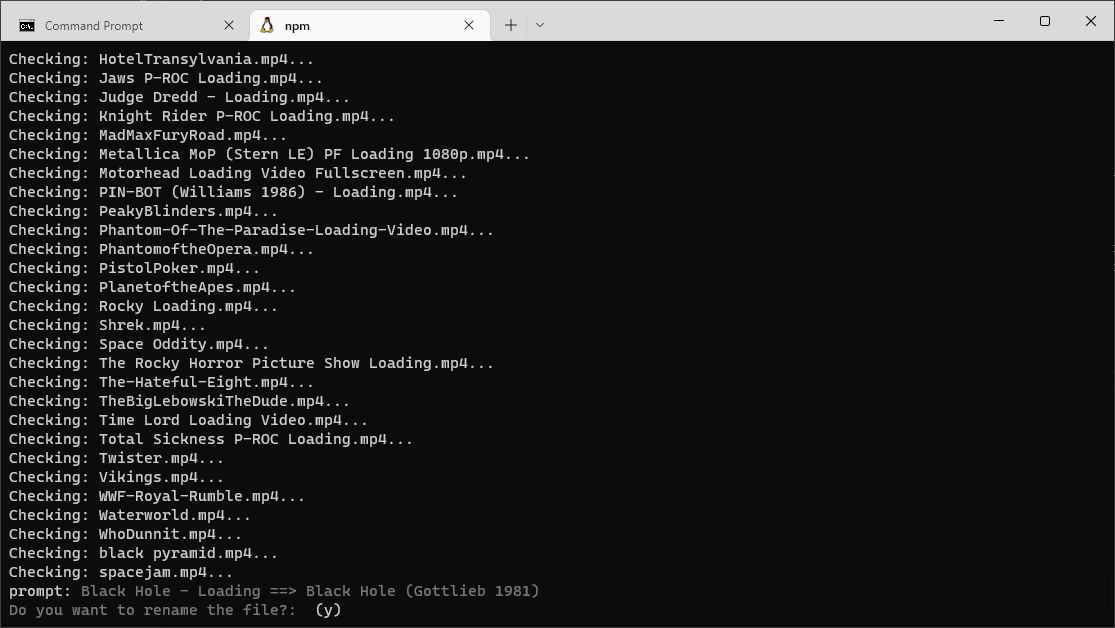 Command Prompt
npm
Checking: HotelTransylvania.mp4...
Checking: Jaws P-ROC Loading.mp4...
Checking: Judge Dredd - Loading.mp4...
Checking: Knight Rider P-ROC Loading.mp4...
Checking: MadMaxFuryRoad.mp4...
Checking: Metallica MoP (Stern LE) PF Loading 1080p.mp4...
Checking: Motorhead Loading Video Fullscreen.mp4...
Checking: PIN-BOT (Williams 1986) - Loading.mp4...
Checking: PeakyBlinders.mp4...
Checking: Phantom-Of-The-Paradise-Loading-Video.mp4...
Checking: PhantomoftheOpera.mp4...
Checking: PistolPoker.mp4...
Checking: PlanetoftheApes.mp4...
Checking: Rocky Loading.mp4...
Checking: Shrek.mp4...
Checking: Space Oddity.mp4...
Checking: The Rocky Horror Picture Show Loading.mp4...
Checking: The-Hateful-Eight.mp4...
Checking: TheBigLebowskiTheDude.mp4...
Checking: Time Lord Loading Video.mp4...
Checking: Total Sickness P-ROC Loading.mp4...
Checking: Twister.mp4...
Checking: Vikings.mp4...
Checking: WWF-Royal-Rumble.mp4...
Checking: Waterworld.mp4...
Checking: WhoDunnit.mp4...
Checking: black pyramid.mp4...
Checking: spacejam.mp4...
prompt: Black Hole - Loading ==> Black Hole (Gottlieb 1981)
Do you want to rename the file?:  (y)